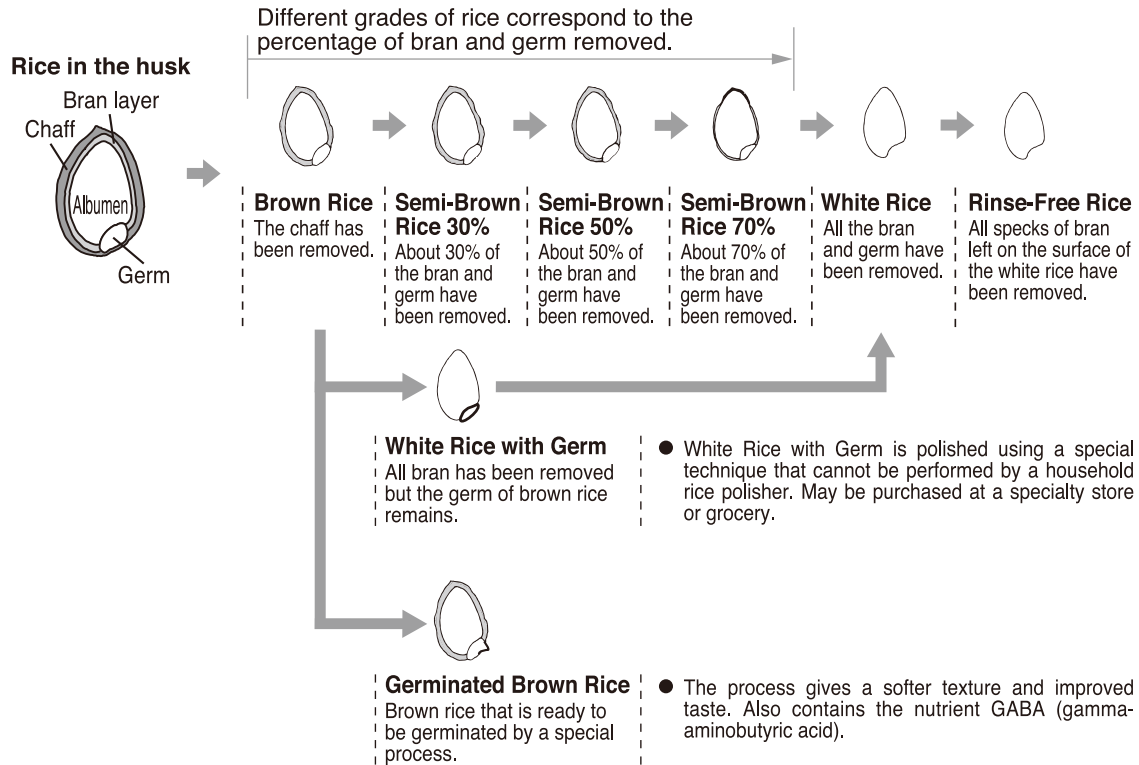 Different grades of rice correspond to the
percentage of bran and germ removed.
Rice in the husk
Bran layer
Chaff
Albumen
Germ
Brown Rice
The chaff has
been removed.
Semi-Brown
Rice 30%
About 30% of
the bran and
germ have
been removed.
Semi-Brown
Rice 50%
About 50% of
the bran and
germ have
been removed.
Semi-Brown
Rice 70%
About 70% of
the bran and
germ have
been removed.
White Rice
All the bran
and germ have
been removed.
Rinse-Free Rice
All specks of bran
left on the surface of
the white rice have
been removed.
White Rice with Germ
All bran has been removed
but the germ of brown rice
remains.
● White Rice with Germ is polished using a special
technique that cannot be performed by a household
rice polisher. May be purchased at a specialty store
or grocery.
Germinated Brown Rice
Brown rice that is ready to
be germinated by a special
process.
● The process gives a softer texture and improved
taste. Also contains the nutrient GABA (gamma-
aminobutyric acid).